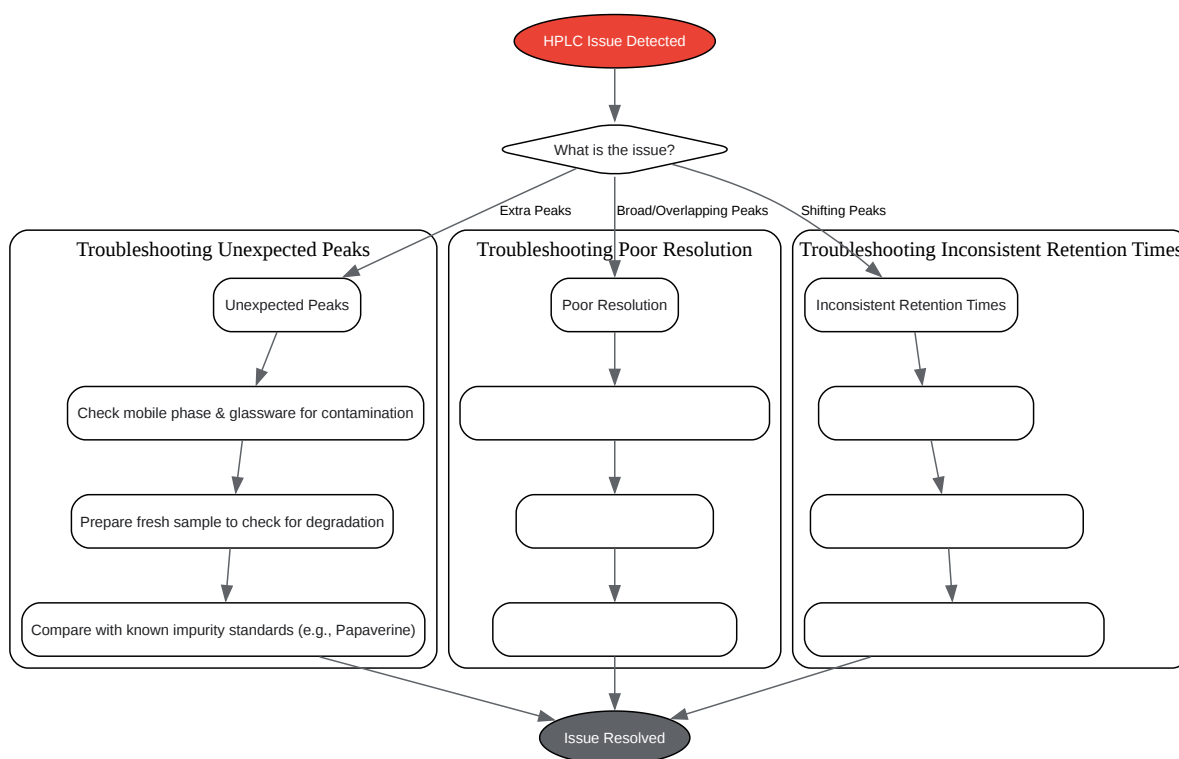 HPLC Issue Detected
What is the issue?
Extra Peaks
Broad/Overlapping Peaks
Shifting Peaks
Troubleshooting Unexpected Peaks
Troubleshooting Poor Resolution
Troubleshooting Inconsistent Retention Times
Unexpected Peaks
Poor Resolution
Inconsistent Retention Times
Check mobile phase & glassware for contamination
Prepare fresh sample to check for degradation
Compare with known impurity standards (e.g., Papaverine)
Issue Resolved